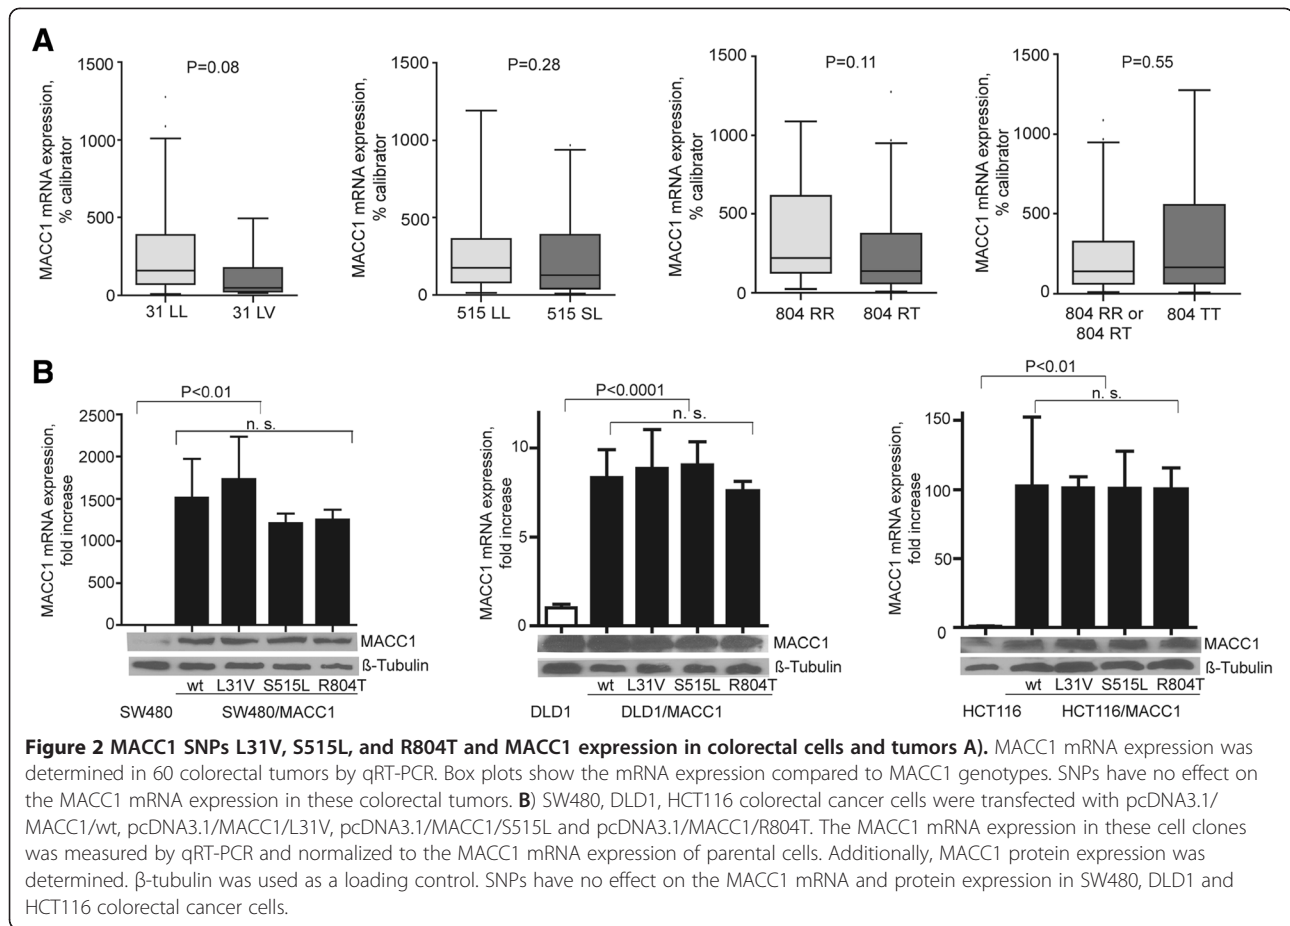 A
MACC1 mRNA expression,
% calibrator
1500
1000
500
0
P=0.08
31 LL 31 LV
MACC1 mRNA expression,
% calibrator
1500
1000
500
0
P=0.28
515 LL 515 SL
MACC1 mRNA expression,
% calibrator
1500
1000
500
0
P=0.11
804 RR 804 RT
MACC1 mRNA expression,
% calibrator
1500
1000
500
0
P=0.55
804 RR or
804 RT
804 TT
B
MACC1 mRNA expression,
fold increase
2500
2000
1500
1000
500
0
P<0.01
n. s.
MACC1
ß-Tubulin
wt L31V S515L R804T
SW480 SW480/MACC1
MACC1 mRNA expression,
fold increase
10
5
0
P<0.0001
n. s.
MACC1
ß-Tubulin
wt L31V S515L R804T
DLD1 DLD1/MACC1
MACC1 mRNA expression,
fold increase
150
100
50
0
P<0.01
n. s.
MACC1
ß-Tubulin
wt L31V S515L R804T
HCT116 HCT116/MACC1
Figure 2 MACC1 SNPs L31V, S515L, and R804T and MACC1 expression in colorectal cells and tumors A). MACC1 mRNA expression was
determined in 60 colorectal tumors by qRT-PCR. Box plots show the mRNA expression compared to MACC1 genotypes. SNPs have no effect on
the MACC1 mRNA expression in these colorectal tumors. B) SW480, DLD1, HCT116 colorectal cancer cells were transfected with pcDNA3.1/
MACC1/wt, pcDNA3.1/MACC1/L31V, pcDNA3.1/MACC1/S515L and pcDNA3.1/MACC1/R804T. The MACC1 mRNA expression in these cell clones
was measured by qRT-PCR and normalized to the MACC1 mRNA expression of parental cells. Additionally, MACC1 protein expression was
determined. β-tubulin was used as a loading control. SNPs have no effect on the MACC1 mRNA and protein expression in SW480, DLD1 and
HCT116 colorectal cancer cells.